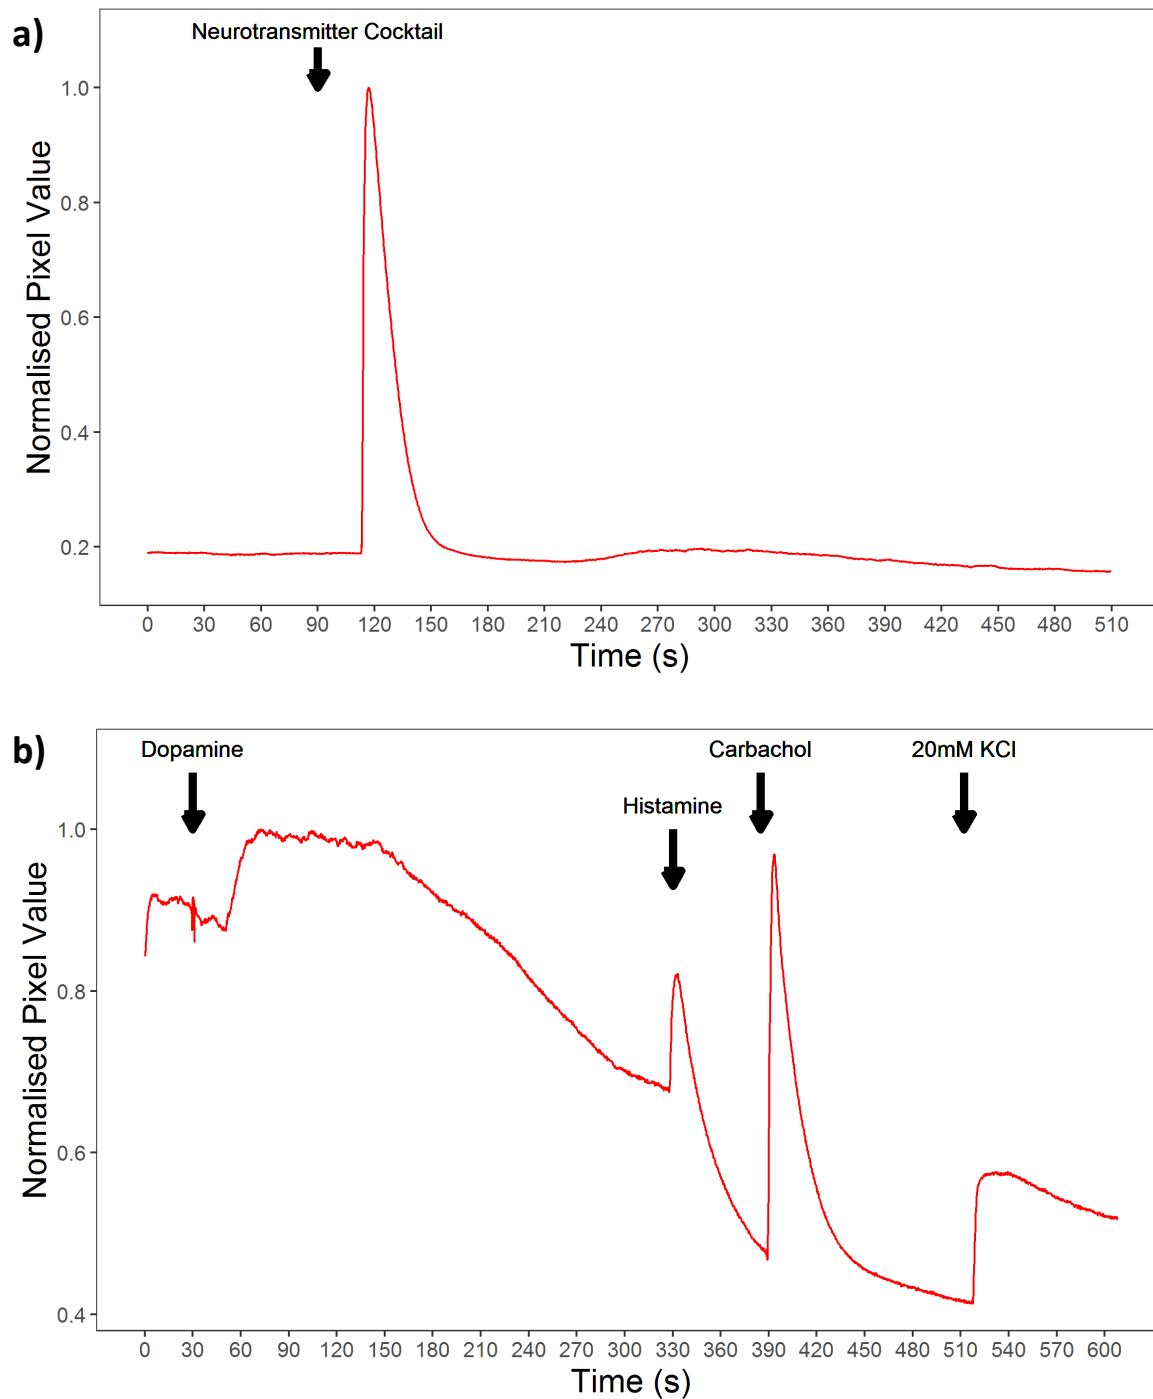 a)
Neurotransmitter Cocktail
Normalised Pixel Value
1.0
0.8
0.6
0.4
0.2
0 30 60 90 120 150 180 210 240 270 300 330 360 390 420 450 480 510
Time (s)
b)
Dopamine
Histamine
Carbachol
20mM KCl
Normalised Pixel Value
1.0
0.8
0.6
0.4
0 30 60 90 120 150 180 210 240 270 300 330 360 390 420 450 480 510 540 570 600
Time (s)